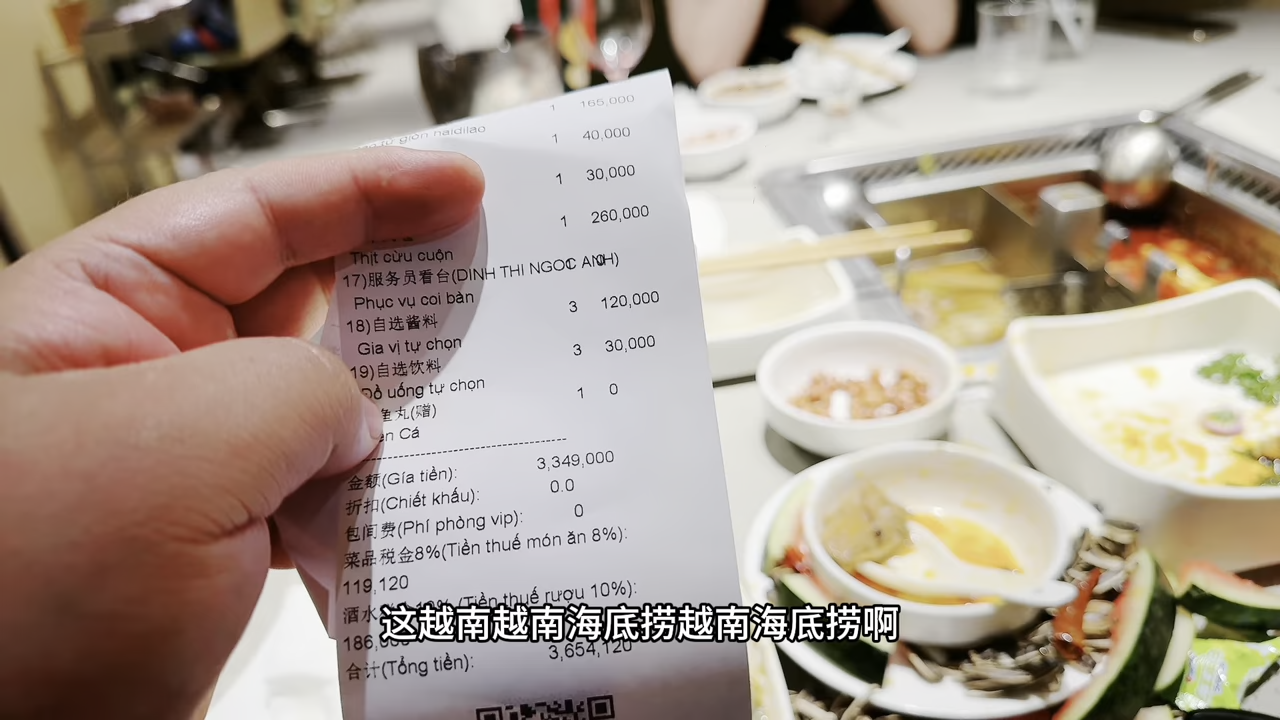 1 165,000
giòn haidilao 1 40,000
1 30,000
1 260,000
Thịt cừu cuộn
17)服务员看台(DINH THI NGOC ANH)
Phục vụ coi bàn
3 120,000
18)自选酱料
Gia vị tự chọn
3 30,000
19)自选饮料
Đồ uống tự chọn
1 0
鱼丸(赠)
Cá
金额(Gía tiền): 3,349,000
折扣(Chiết khấu): 0.0
包间费(Phí phòng vip): 0
菜品税金8%(Tiền thuế món ăn 8%):
119,120
酒水 (Tiền thuế rượu 10%):
合计(Tổng tiền): 3,654,120
这越南越南海底捞越南海底捞啊